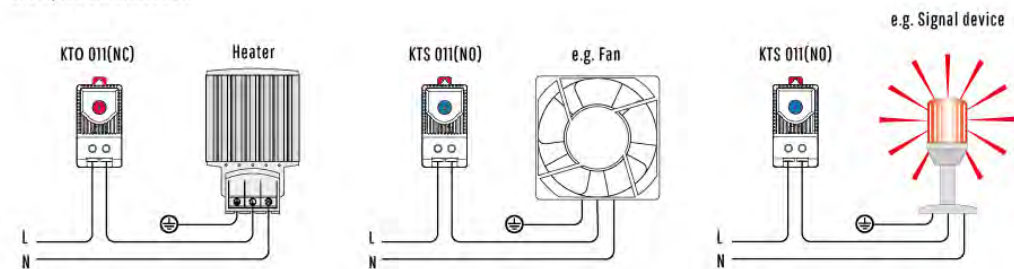 e.g. Signal device
KTO 011(NC)
Heater
KTS 011(NO)
e.g. Fan
KTS 011(NO)
L
N
L
N
L
N